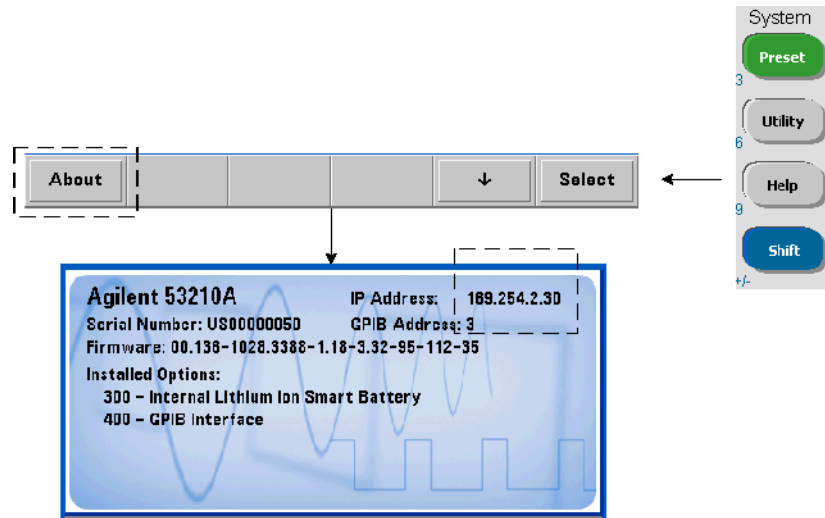 System
Preset
3
Utility
6
Help
9
Shift
+/-
About
↓ Select
Agilent 53210A
IP Address: 169.254.2.30
Serial Number: US00000050 GPIB Address: 3
Firmware: 00.136-1028.3388-1.18-3.32-95-112-35
Installed Options:
300 - Internal Lithium Ion Smart Battery
400 - GPIB Interface